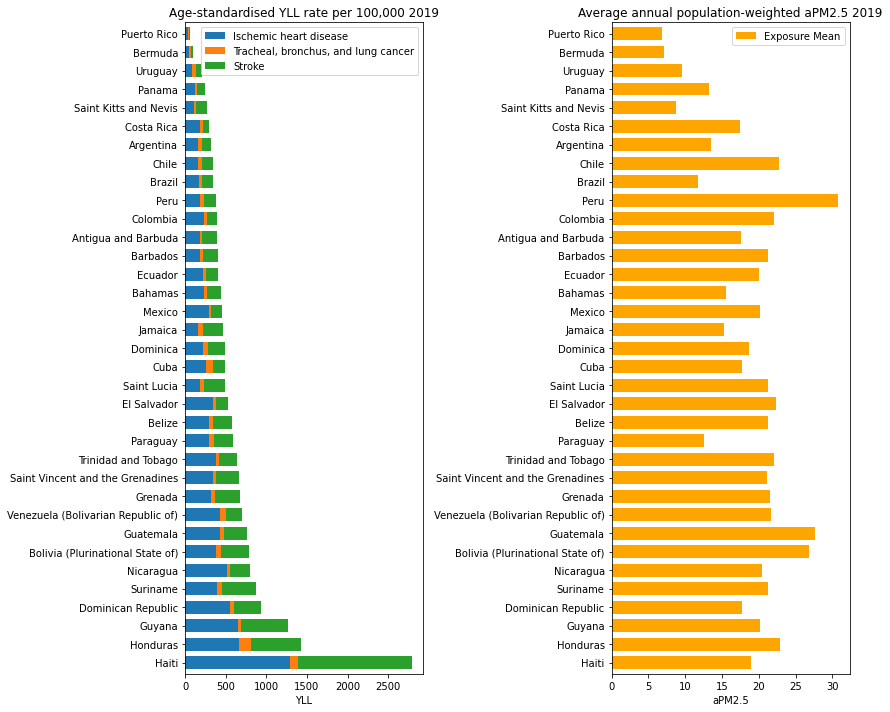 Age-standardised YLL rate per 100,000 2019
Ischemic heart disease
Tracheal, bronchus, and lung cancer
Stroke
Puerto Rico
Bermuda
Uruguay
Panama
Saint Kitts and Nevis
Costa Rica
Argentina
Chile
Brazil
Peru
Colombia
Antigua and Barbuda
Barbados
Ecuador
Bahamas
Mexico
Jamaica
Dominica
Cuba
Saint Lucia
El Salvador
Belize
Paraguay
Trinidad and Tobago
Saint Vincent and the Grenadines
Grenada
Venezuela (Bolivarian Republic of)
Guatemala
Bolivia (Plurinational State of)
Nicaragua
Suriname
Dominican Republic
Guyana
Honduras
Haiti
0 500 1000 1500 2000 2500
YLL
Average annual population-weighted aPM2.5 2019
Exposure Mean
Puerto Rico
Bermuda
Uruguay
Panama
Saint Kitts and Nevis
Costa Rica
Argentina
Chile
Brazil
Peru
Colombia
Antigua and Barbuda
Barbados
Ecuador
Bahamas
Mexico
Jamaica
Dominica
Cuba
Saint Lucia
El Salvador
Belize
Paraguay
Trinidad and Tobago
Saint Vincent and the Grenadines
Grenada
Venezuela (Bolivarian Republic of)
Guatemala
Bolivia (Plurinational State of)
Nicaragua
Suriname
Dominican Republic
Guyana
Honduras
Haiti
0 5 10 15 20 25 30
aPM2.5